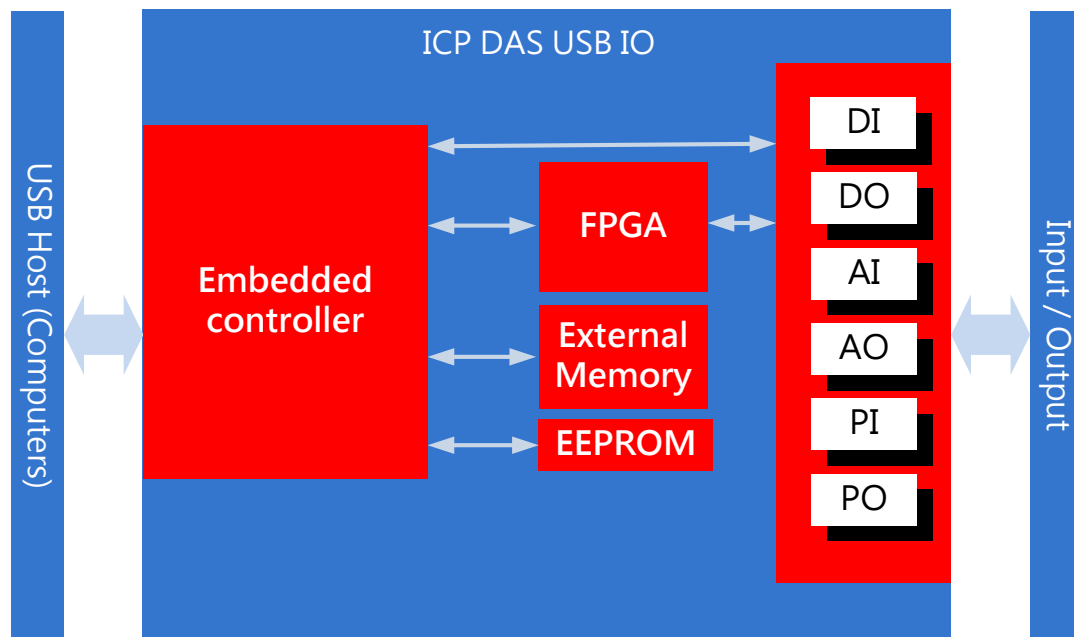 ICP DAS USB IO
USB Host (Computers)
Embedded
controller
FPGA
External
Memory
EEPROM
DI
DO
AI
AO
PI
PO
Input / Output